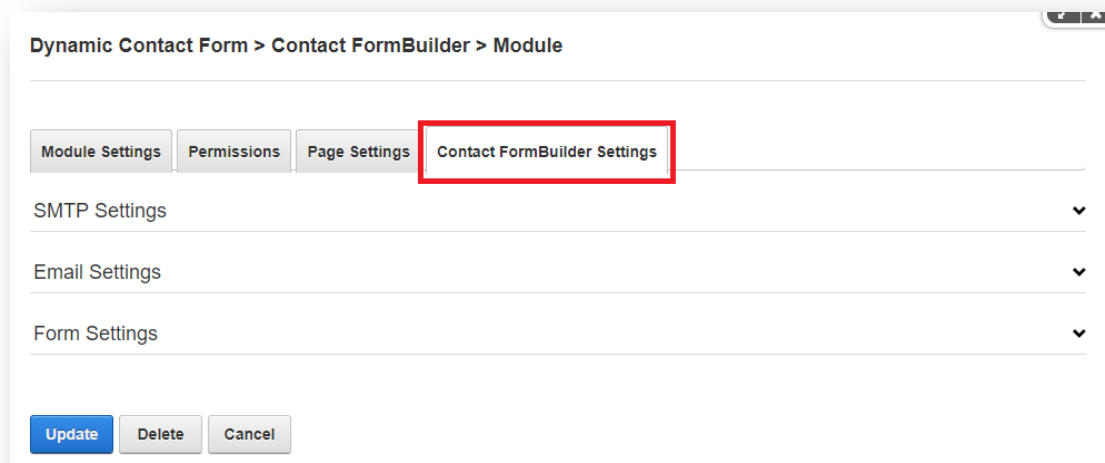 Dynamic Contact Form > Contact FormBuilder > Module
Module Settings Permissions Page Settings Contact FormBuilder Settings
SMTP Settings
Email Settings
Form Settings
Update Delete Cancel